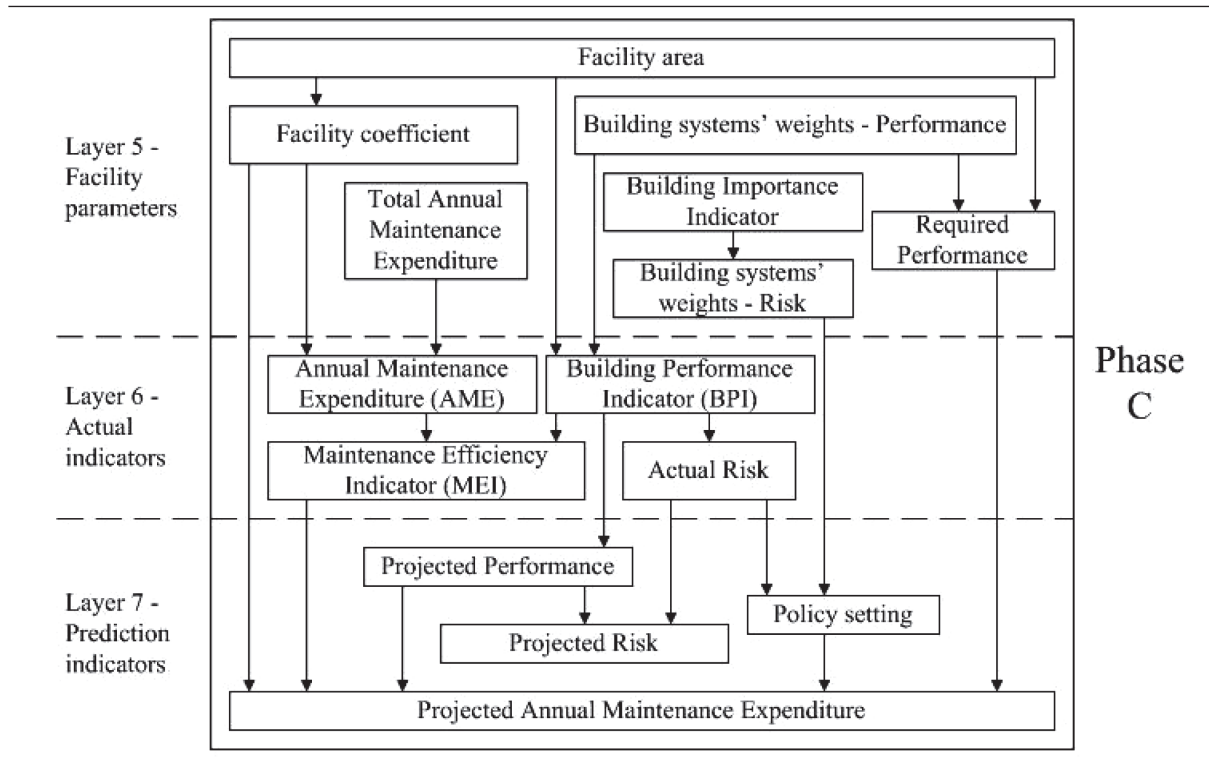 Facility area
Facility coefficient
Building systems' weights - Performance
Layer 5 -
Facility
parameters
Total Annual
Maintenance
Expenditure
Building Importance
Indicator
Required
Performance
Building systems'
weights - Risk
Phase
C
Layer 6 -
Actual
indicators
Annual Maintenance
Expenditure (AME)
Building Performance
Indicator (BPI)
Maintenance Efficiency
Indicator (MEI)
Actual Risk
Layer 7 -
Prediction
indicators
Projected Performance
Policy setting
Projected Risk
Projected Annual Maintenance Expenditure